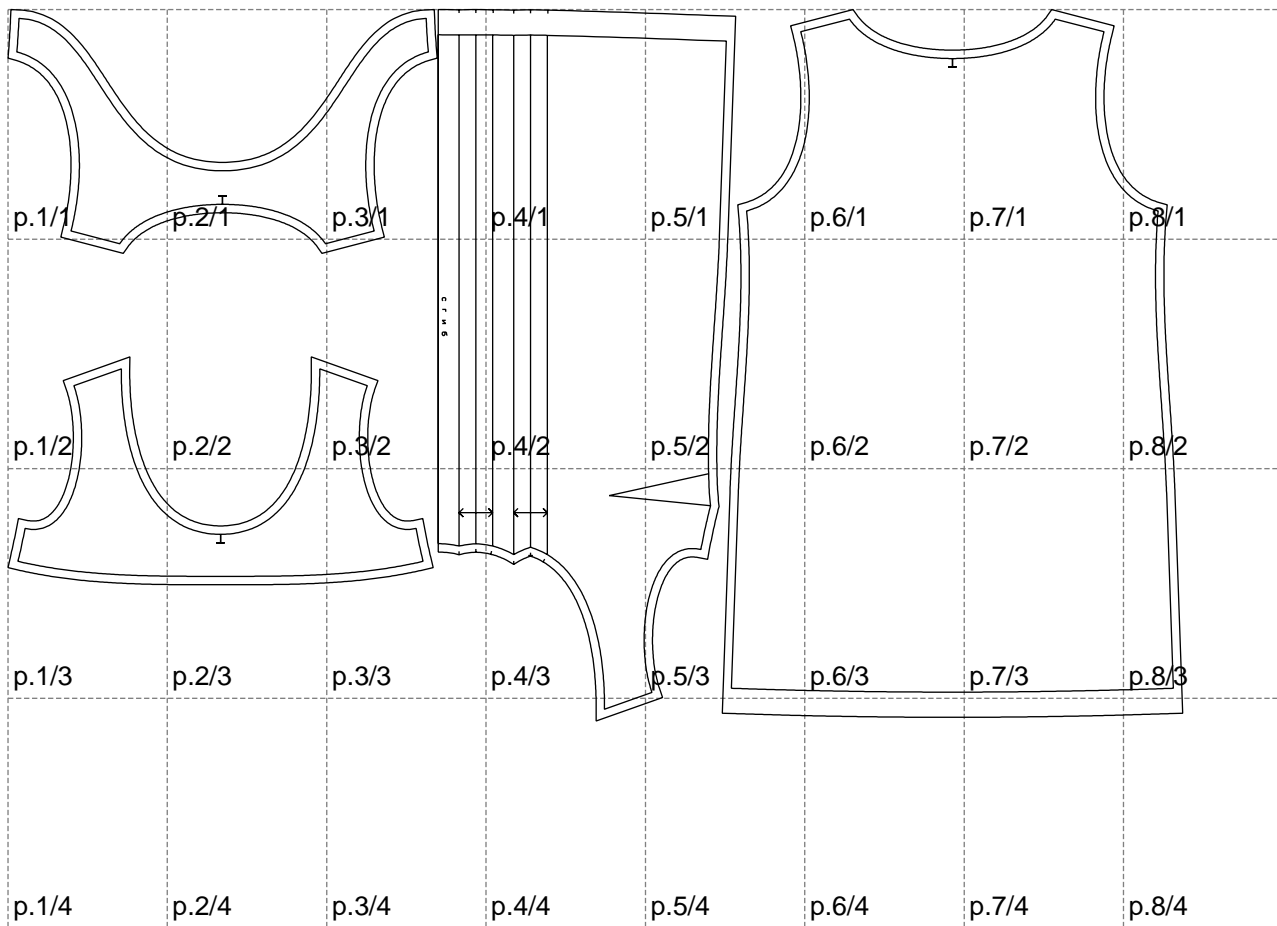 p.1/1 p.2/1 p.3/1 p.4/1 p.5/1 p.6/1 p.7/1 p.8/1
сгиб
p.1/2 p.2/2 p.3/2 p.4/2 p.5/2 p.6/2 p.7/2 p.8/2
p.1/3 p.2/3 p.3/3 p.4/3 p.5/3 p.6/3 p.7/3 p.8/3
p.1/4 p.2/4 p.3/4 p.4/4 p.5/4 p.6/4 p.7/4 p.8/4